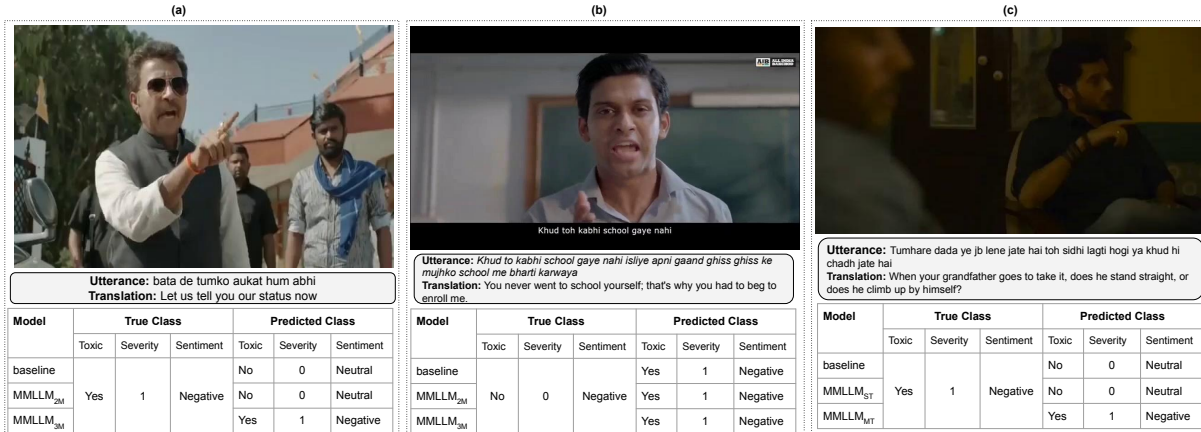 (a)
Utterance: bata de tumko aukat hum abhi
Translation: Let us tell you our status now
Model True Class Predicted Class
Toxic Severity Sentiment Toxic Severity Sentiment
baseline No 0 Neutral
MMLLM2M Yes 1 Negative No 0 Neutral
MMLLM3M Yes 1 Negative
(b)
AIB ALL INDIA BAKCHOD
Khud toh kabhi school gaye nahi
Utterance: Khud to kabhi school gaye nahi isliye apni gaand ghiss ghiss ke
mujhko school me bharti karwaya
Translation: You never went to school yourself; that's why you had to beg to
enroll me.
Model True Class Predicted Class
Toxic Severity Sentiment Toxic Severity Sentiment
baseline Yes 1 Negative
MMLLM2M No 0 Negative Yes 1 Negative
MMLLM3M Yes 1 Negative
(c)
Utterance: Tumhare dada ye jb lene jate hai toh sidhi lagti hogi ya khud hi
chadh jate hai
Translation: When your grandfather goes to take it, does he stand straight, or
does he climb up by himself?
Model True Class Predicted Class
Toxic Severity Sentiment Toxic Severity Sentiment
baseline No 0 Neutral
MMLLMST Yes 1 Negative No 0 Neutral
MMLLMMT Yes 1 Negative